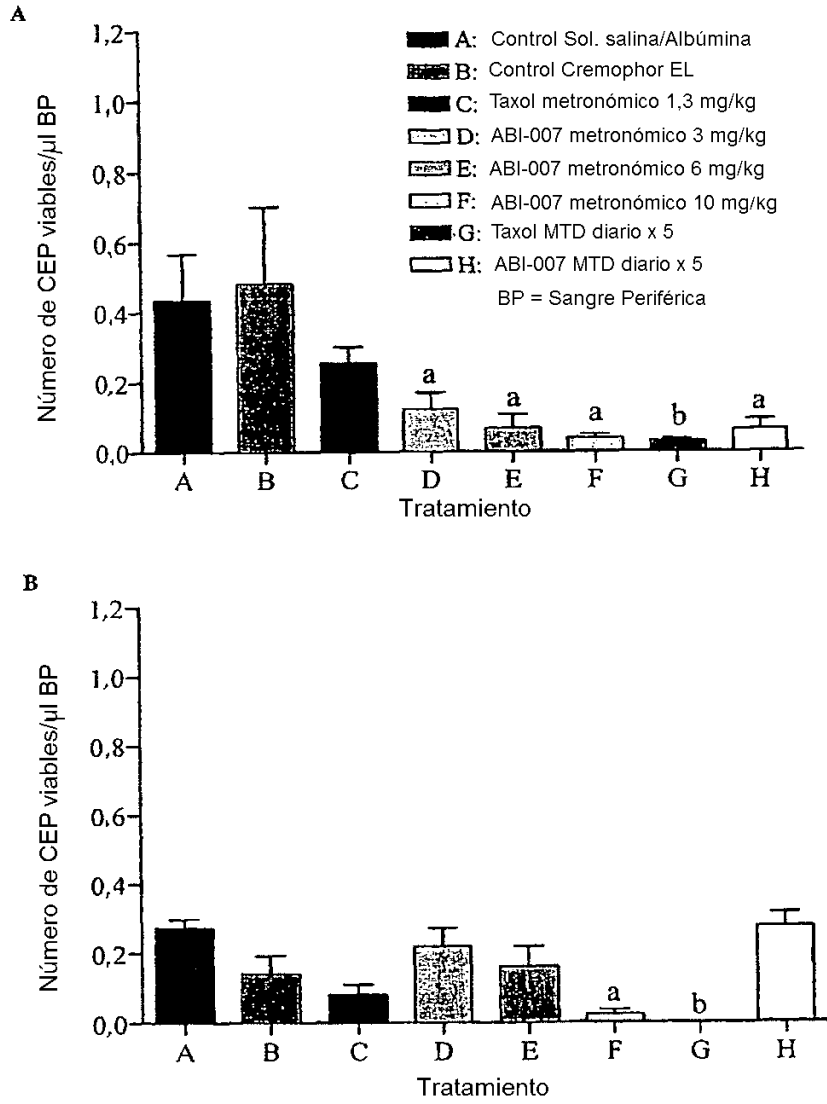 A
1,2
1,0
0,8
0,6
0,4
0,2
0,0
Número de CEP viables/µl BP
A: Control Sol. salina/Albúmina
B: Control Cremophor EL
C: Taxol metronómico 1,3 mg/kg
D: ABI-007 metronómico 3 mg/kg
E: ABI-007 metronómico 6 mg/kg
F: ABI-007 metronómico 10 mg/kg
G: Taxol MTD diario x 5
H: ABI-007 MTD diario x 5
BP = Sangre Periférica
a a a b a
A B C D E F G H
Tratamiento
B
1,2
1,0
0,8
0,6
0,4
0,2
0,0
Número de CEP viables/µl BP
a b
A B C D E F G H
Tratamiento